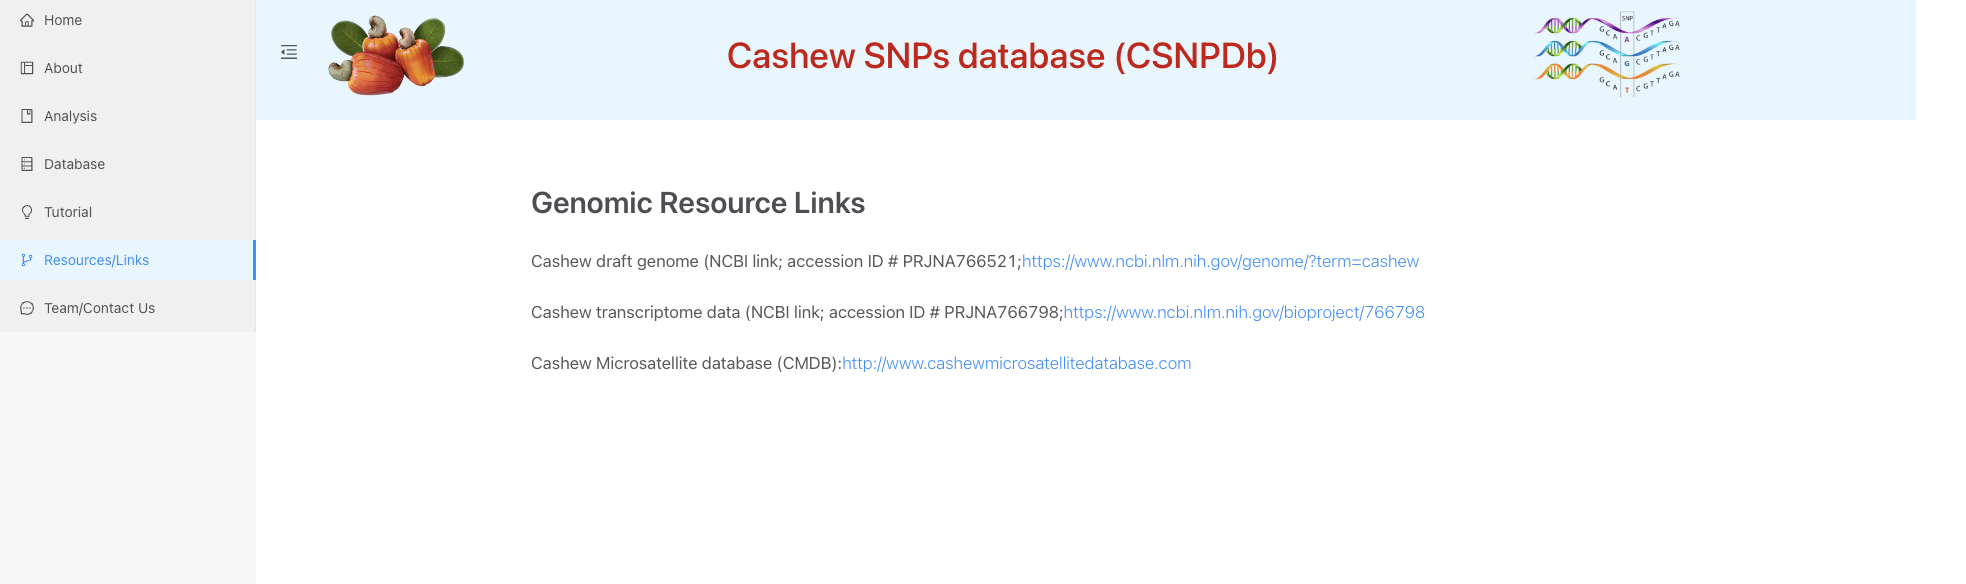 Home
About
Analysis
Database
Tutorial
Resources/Links
Team/Contact Us
Cashew SNPs database (CSNPDb)
SNP
GCA A CGTTAGA
GCA G CGTTAGA
GCA T CGTTAGA
Genomic Resource Links
Cashew draft genome (NCBI link; accession ID # PRJNA766521;https://www.ncbi.nlm.nih.gov/genome/?term=cashew
Cashew transcriptome data (NCBI link; accession ID # PRJNA766798;https://www.ncbi.nlm.nih.gov/bioproject/766798
Cashew Microsatellite database (CMDB):http://www.cashewmicrosatellitedatabase.com